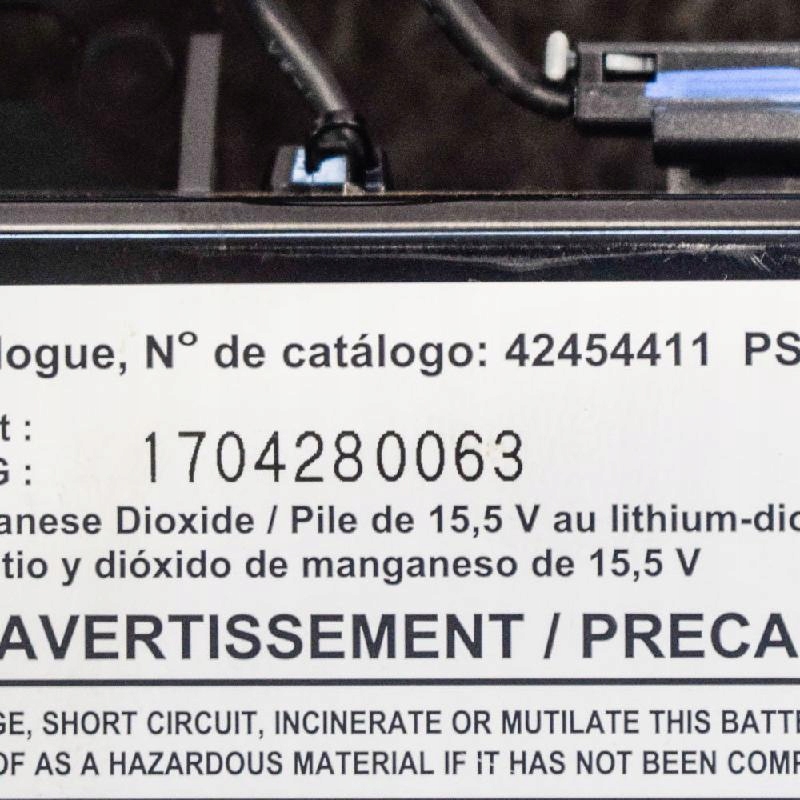 logue, Nº de catálogo: 42454411 PS
t :
G : 1704280063
anese Dioxide / Pile de 15,5 V au lithium-dio
tio y dióxido de manganeso de 15,5 V
AVERTISSEMENT / PRECA
GE, SHORT CIRCUIT, INCINERATE OR MUTILATE THIS BATTE
OF AS A HAZARDOUS MATERIAL IF IT HAS NOT BEEN COMP